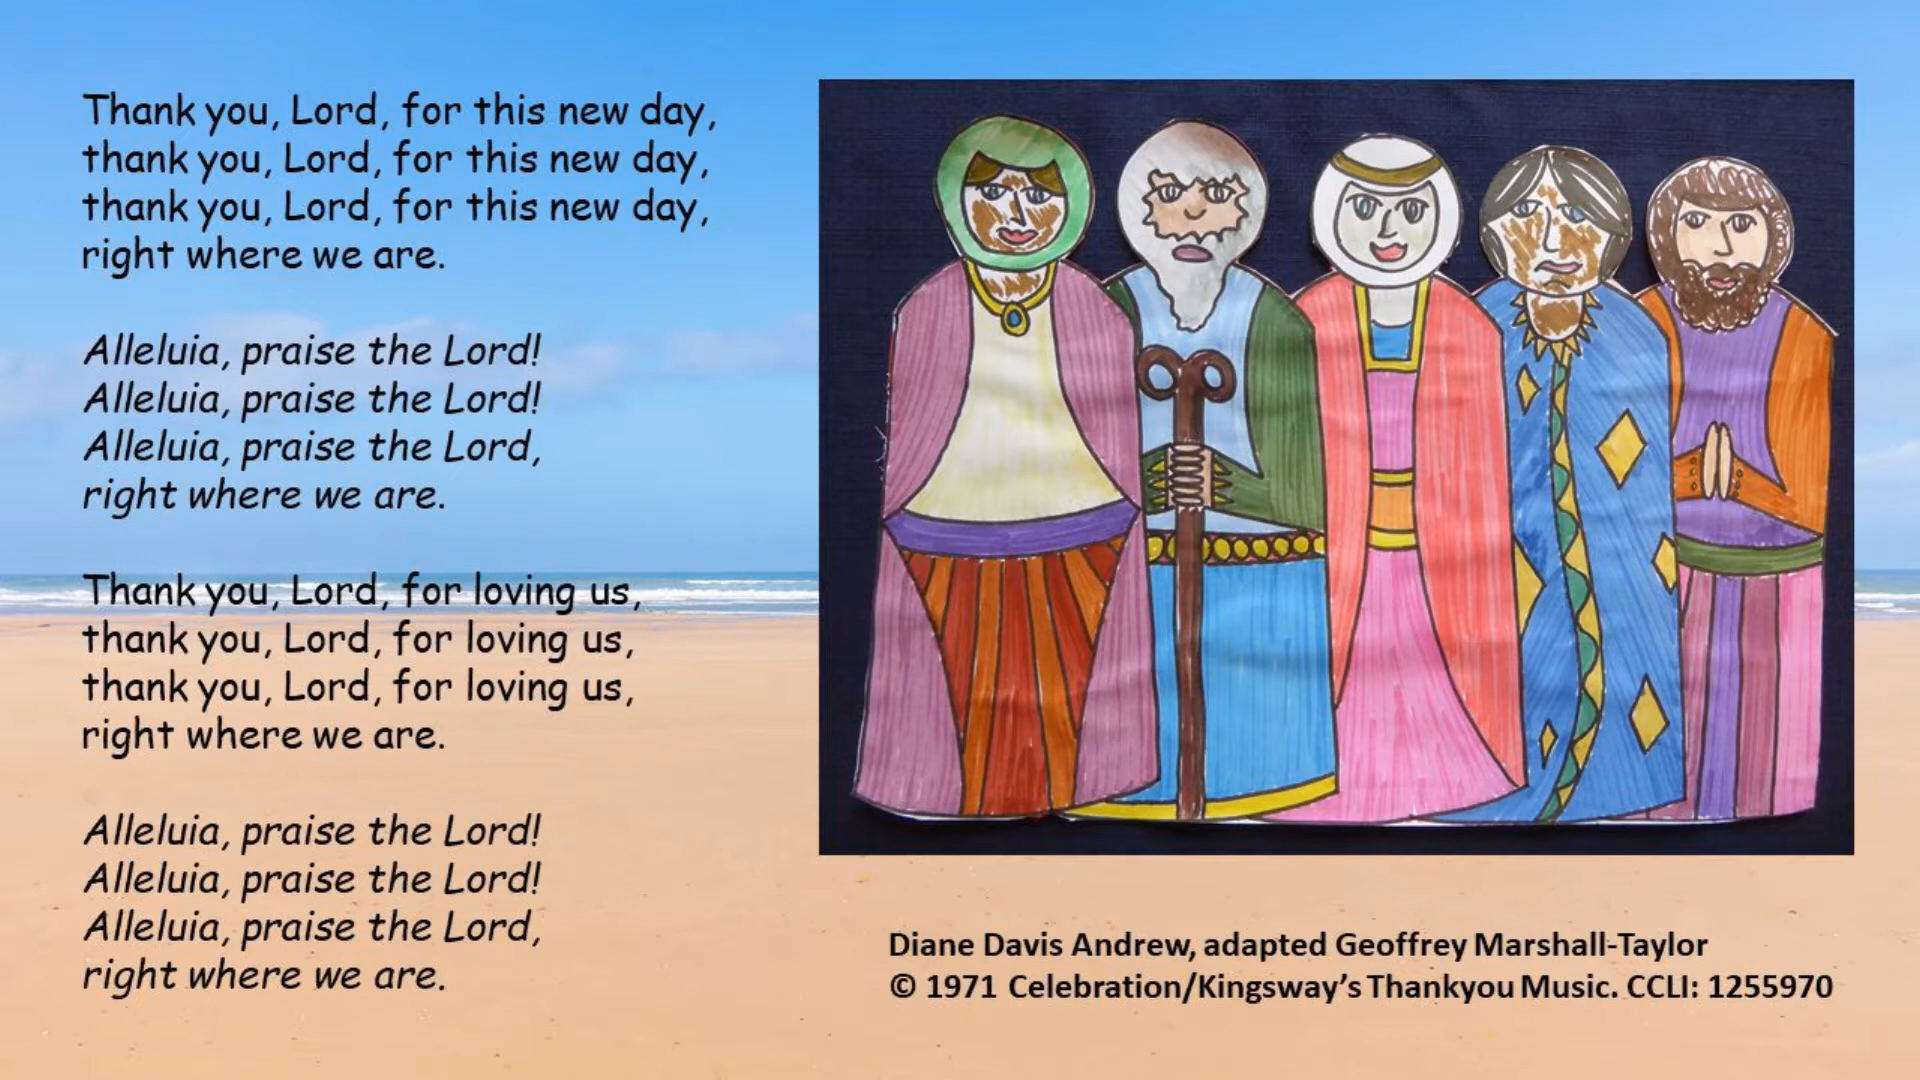 Thank you, Lord, for this new day,
thank you, Lord, for this new day,
thank you, Lord, for this new day,
right where we are.
Alleluia, praise the Lord!
Alleluia, praise the Lord!
Alleluia, praise the Lord,
right where we are.
Thank you, Lord, for loving us,
thank you, Lord, for loving us,
thank you, Lord, for loving us,
right where we are.
Alleluia, praise the Lord!
Alleluia, praise the Lord!
Alleluia, praise the Lord,
right where we are.
Diane Davis Andrew, adapted Geoffrey Marshall-Taylor
© 1971 Celebration/Kingsway’s Thankyou Music. CCLI: 1255970